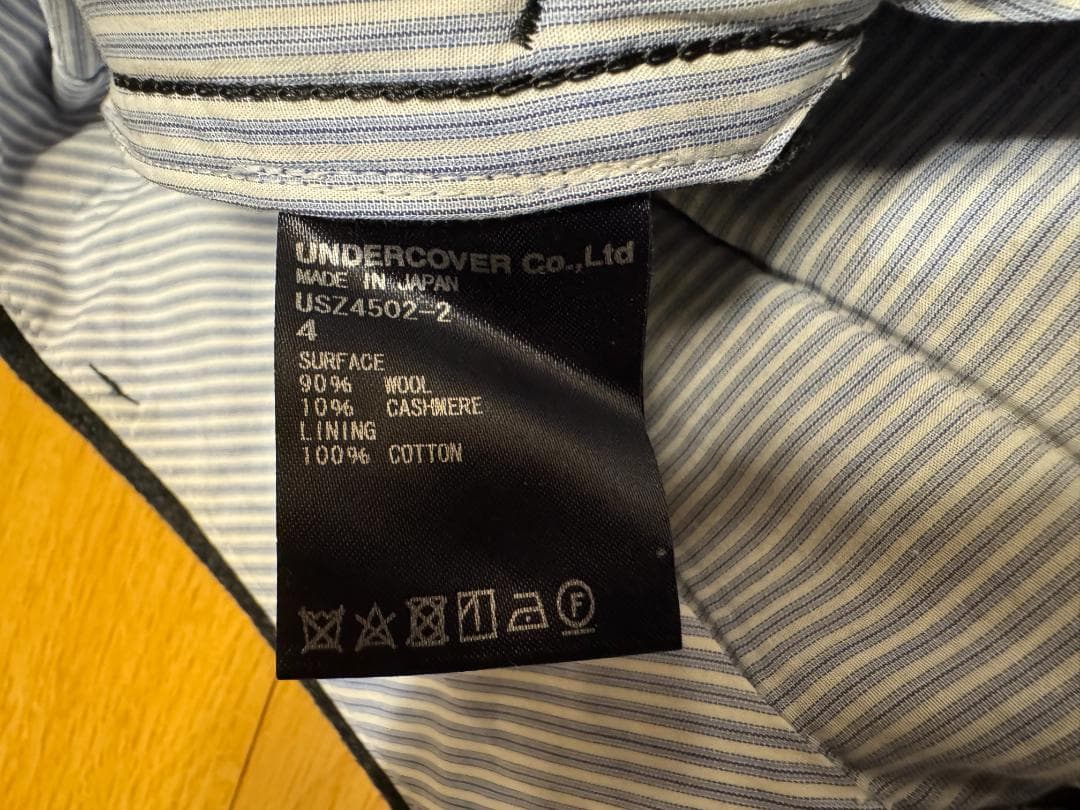 UNDERCOVER Co.,Ltd
MADE IN JAPAN
USZ4502-2
4
SURFACE
90% WOOL
10% CASHMERE
LINING
100% COTTON
F